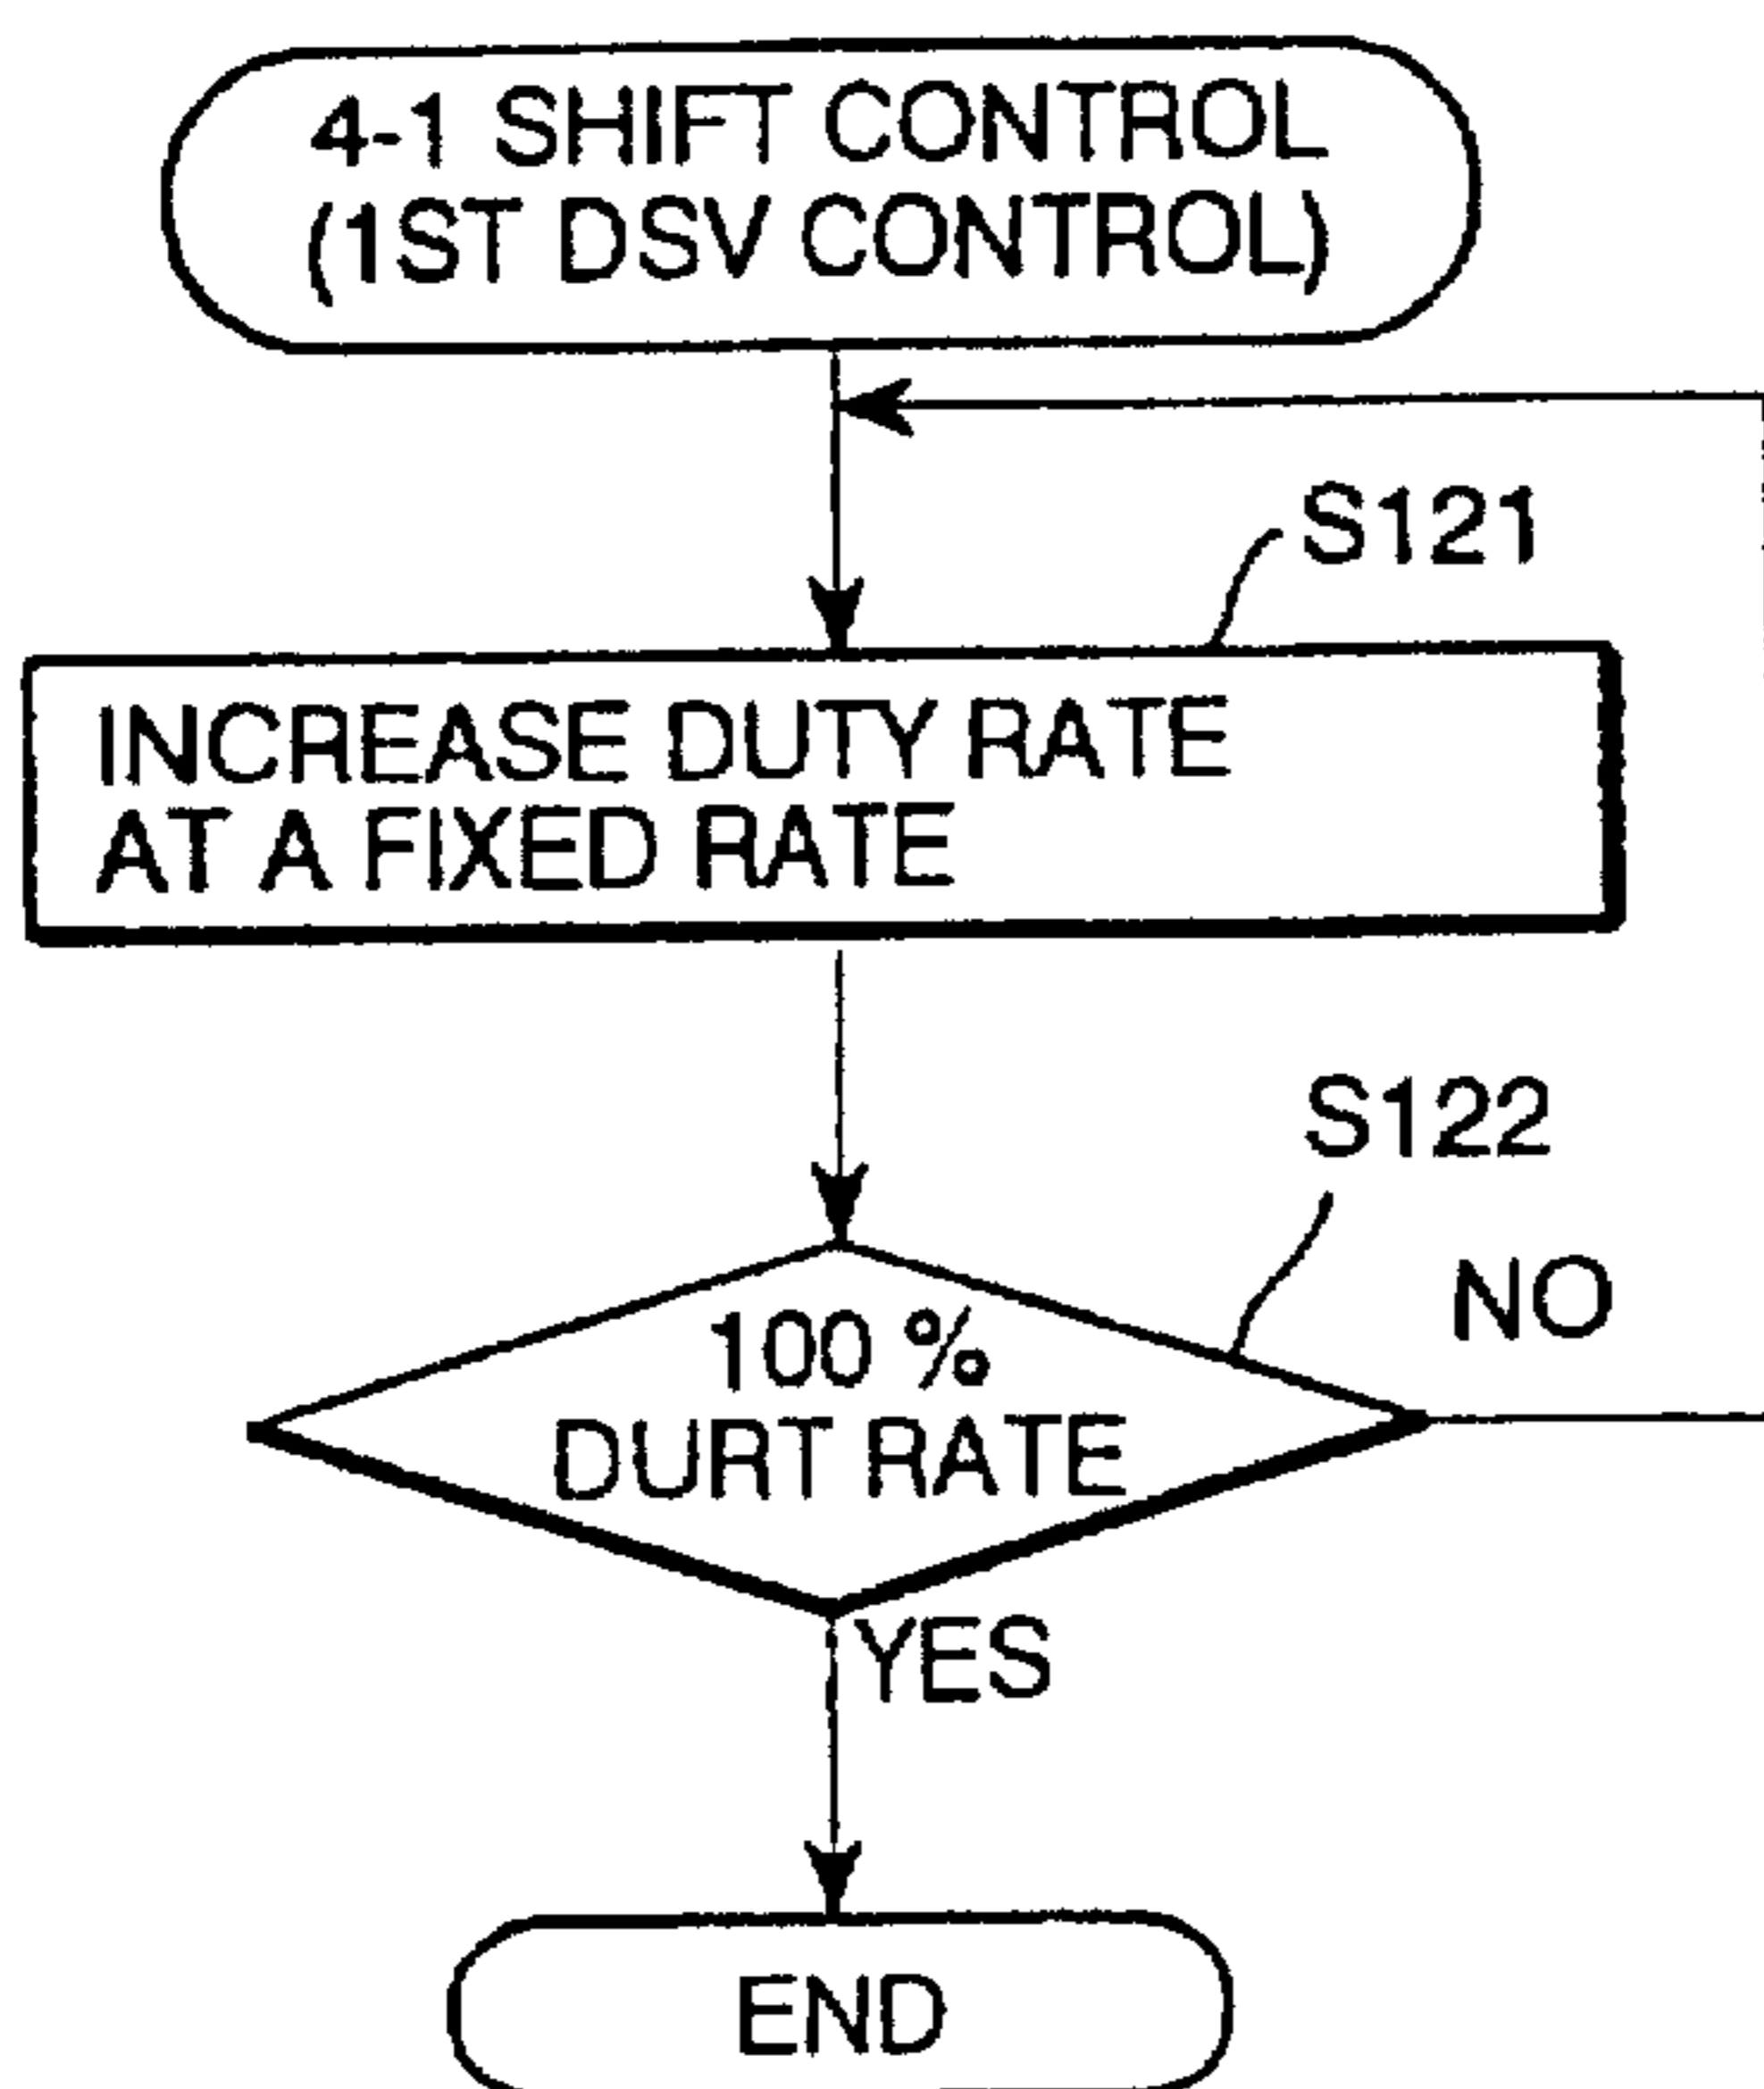 4-1 SHIFT CONTROL
(1ST DSV CONTROL)
S121
INCREASE DUTY RATE
AT A FIXED RATE
S122
NO
100 %
DURT RATE
YES
END